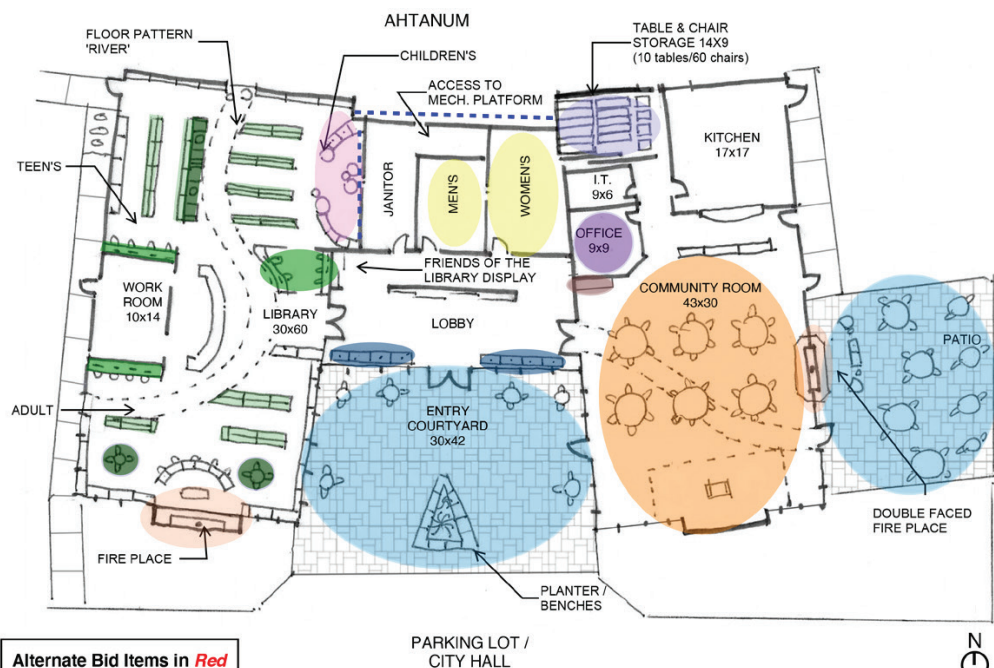 AHTANUM
FLOOR PATTERN
'RIVER'
CHILDREN'S
TABLE & CHAIR
STORAGE 14X9
(10 tables/60 chairs)
ACCESS TO
MECH. PLATFORM
KITCHEN
17x17
TEEN'S
JANITOR
MEN'S
WOMEN'S
I.T.
9x6
OFFICE
9x9
FRIENDS OF THE
LIBRARY DISPLAY
WORK
ROOM
10x14
LIBRARY
30x60
LOBBY
COMMUNITY ROOM
43x30
PATIO
ADULT
ENTRY
COURTYARD
30x42
FIRE PLACE
DOUBLE FACED
FIRE PLACE
PLANTER /
BENCHES
PARKING LOT /
CITY HALL
Alternate Bid Items in Red
N